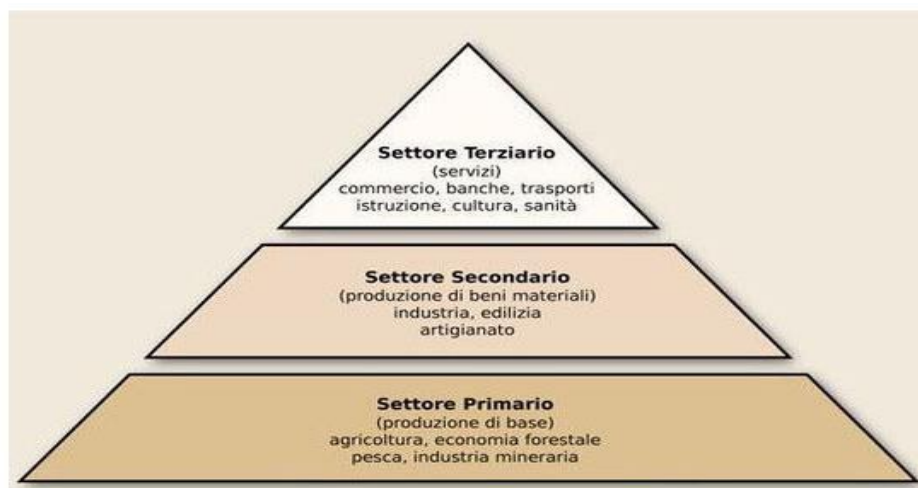 Settore Terziario
(servizi)
commercio, banche, trasporti
istruzione, cultura, sanità
Settore Secondario
(produzione di beni materiali)
industria, edilizia
artigianato
Settore Primario
(produzione di base)
agricoltura, economia forestale
pesca, industria mineraria